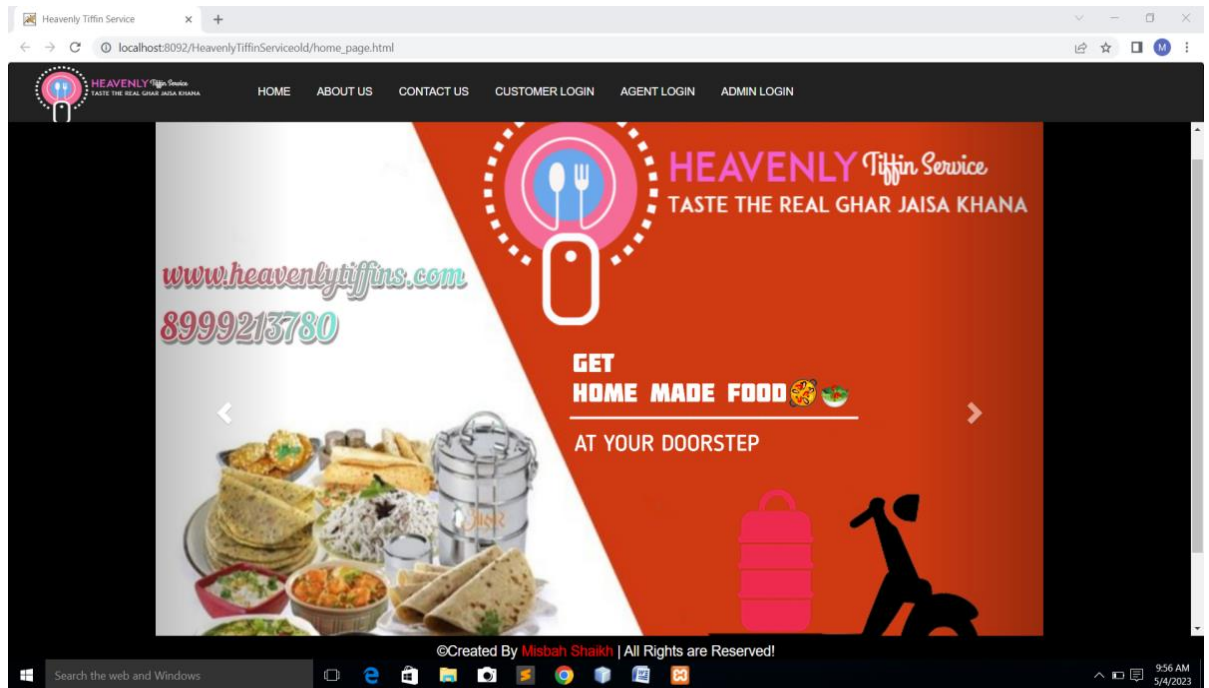 Heavenly Tiffin Service
localhost:8092/HeavenlyTiffinServiceold/home_page.html
M
HEAVENLY Tiffin Service
TASTE THE REAL GHAR JAISA KHANA
HOME ABOUT US CONTACT US CUSTOMER LOGIN AGENT LOGIN ADMIN LOGIN
HEAVENLY Tiffin Service
TASTE THE REAL GHAR JAISA KHANA
www.heavenlytiffins.com
8999213780
GET
HOME MADE FOOD🥘🥗
AT YOUR DOORSTEP
©Created By Misbah Shaikh | All Rights are Reserved!
Search the web and Windows
9:56 AM
5/4/2023